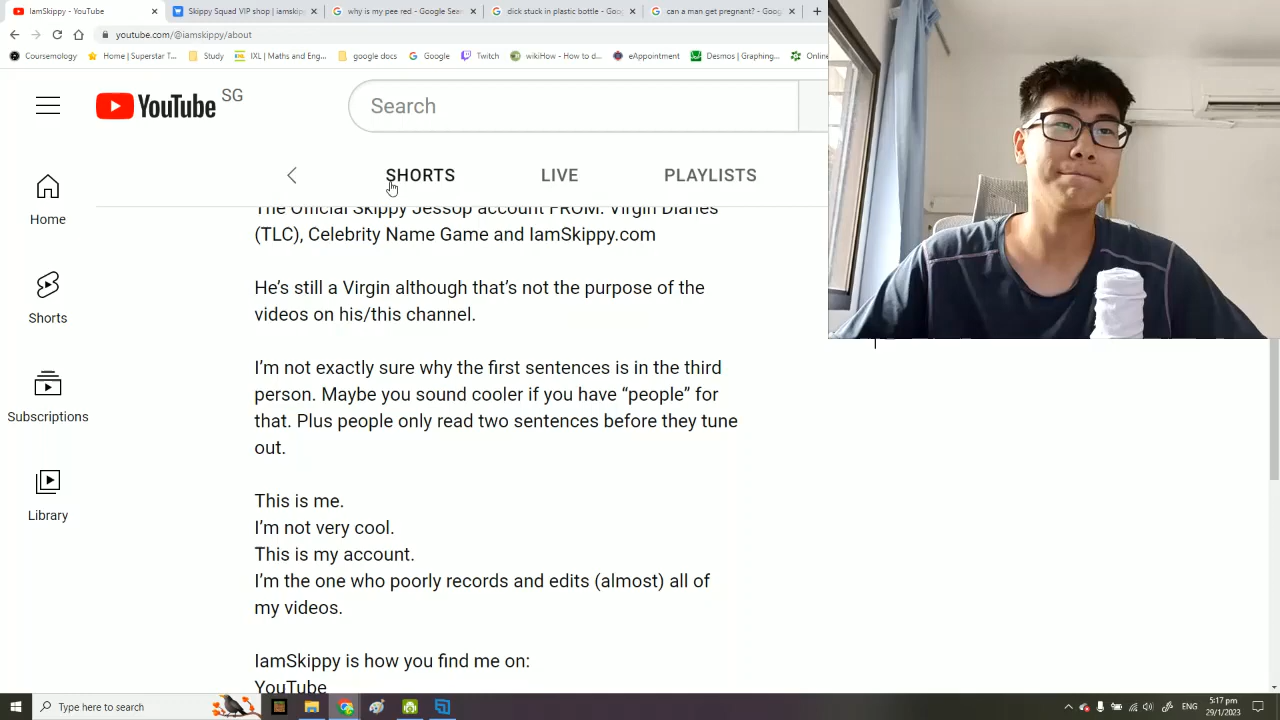 IamSkippy - YouTube
Skippy Squad VIP shop | iamskip
why is my pee red - Google Sea
dick stuck in plastic bottle - Goo
can a man get pregnant? - Goog
youtube.com/@iamskippy/about
Coursemology
Home | Superstar T...
Study
IXL | Maths and Eng...
google docs
Google
Twitch
wikiHow - How to d...
eAppointment
Desmos | Graphing...
Online
YouTube SG
Search
SHORTS LIVE PLAYLISTS
Home
Shorts
Subscriptions
Library
The Official Skippy Jessop account FROM: Virgin Diaries
(TLC), Celebrity Name Game and IamSkippy.com
He’s still a Virgin although that’s not the purpose of the
videos on his/this channel.
I’m not exactly sure why the first sentences is in the third
person. Maybe you sound cooler if you have “people” for
that. Plus people only read two sentences before they tune
out.
This is me.
I’m not very cool.
This is my account.
I’m the one who poorly records and edits (almost) all of
my videos.
IamSkippy is how you find me on:
YouTube
Type here to search
ENG
5:17 pm
29/1/2023